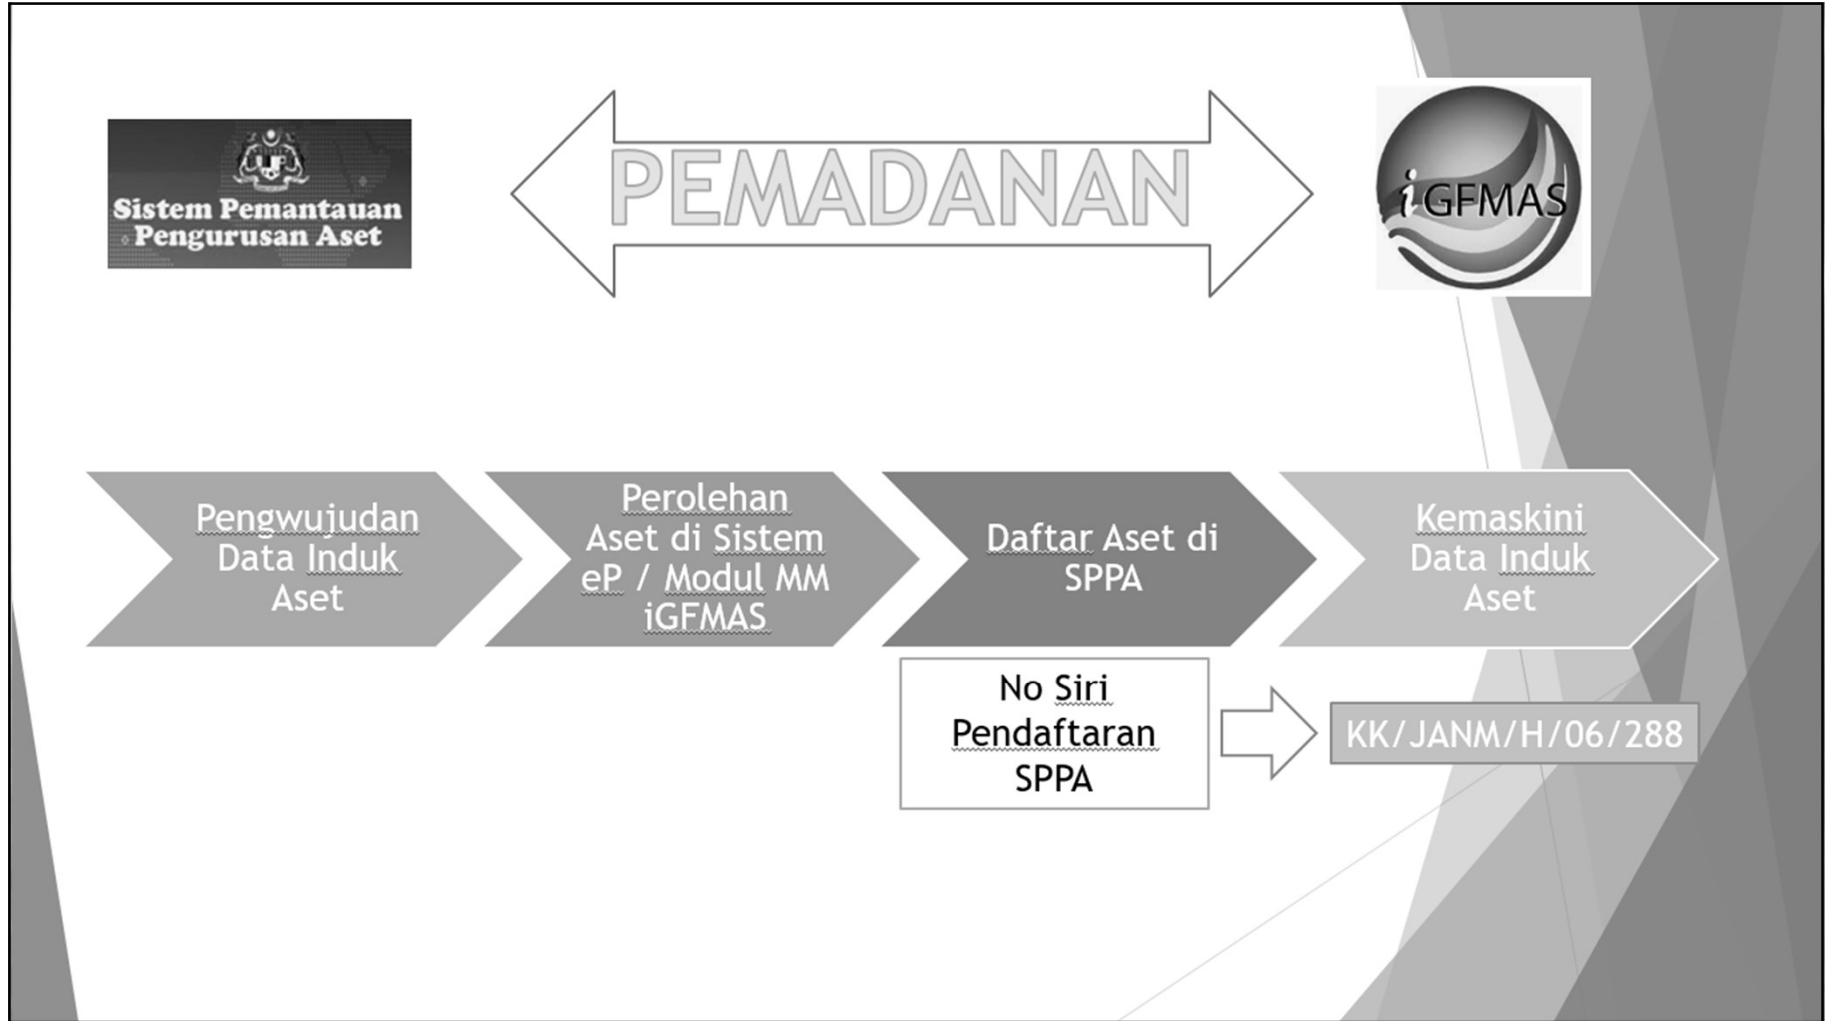 Sistem Pemantauan
Pengurusan Aset
PEMADANAN
iGFMAS
Pengwujudan
Data Induk
Aset
Perolehan
Aset di Sistem
eP / Modul MM
iGFMAS
Daftar Aset di
SPPA
Kemaskini
Data Induk
Aset
No Siri
Pendaftaran
SPPA
KK/JANM/H/06/288